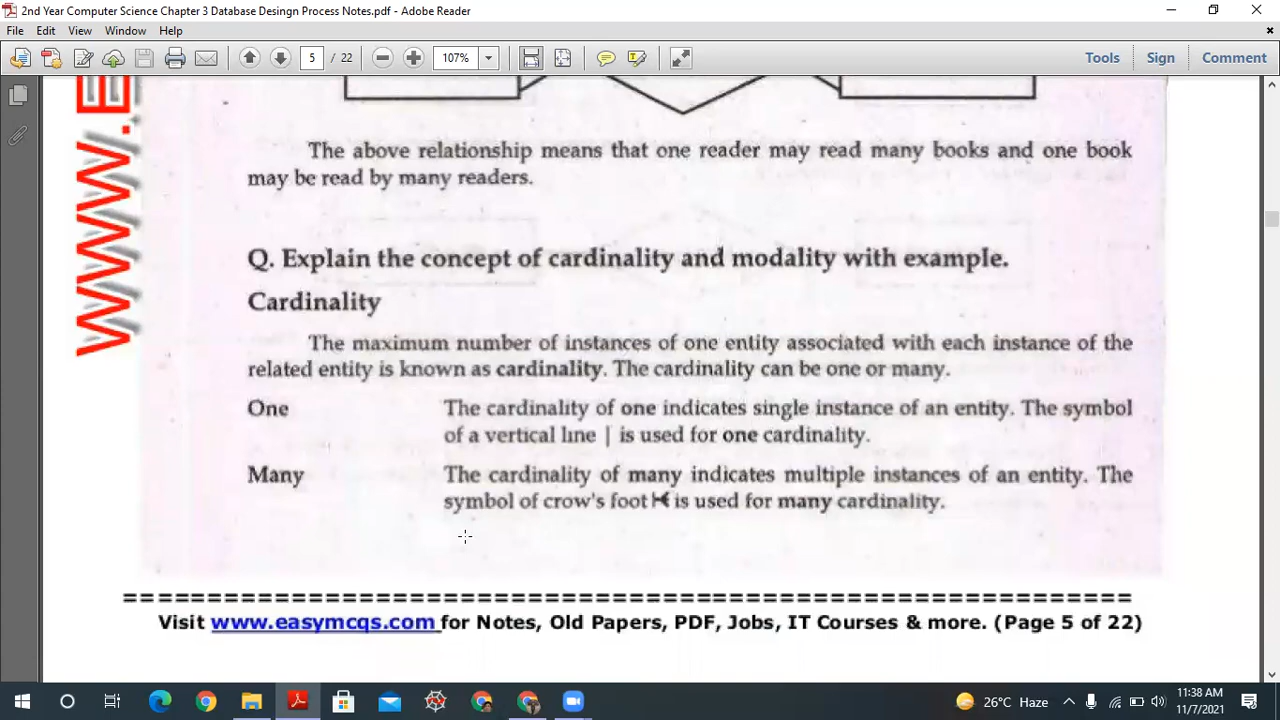 2nd Year Computer Science Chapter 3 Database Desingn Process Notes.pdf - Adobe Reader
File Edit View Window Help
5 / 22 107% Tools Sign Comment
WWW.E
The above relationship means that one reader may read many books and one book
may be read by many readers.
Q. Explain the concept of cardinality and modality with example.
Cardinality
The maximum number of instances of one entity associated with each instance of the
related entity is known as cardinality. The cardinality can be one or many.
One The cardinality of one indicates single instance of an entity. The symbol
of a vertical line | is used for one cardinality.
Many The cardinality of many indicates multiple instances of an entity. The
symbol of crow's foot is used for many cardinality.
==========================================================
Visit www.easymcqs.com for Notes, Old Papers, PDF, Jobs, IT Courses & more. (Page 5 of 22)
26°C Haze 11:38 AM
11/7/2021